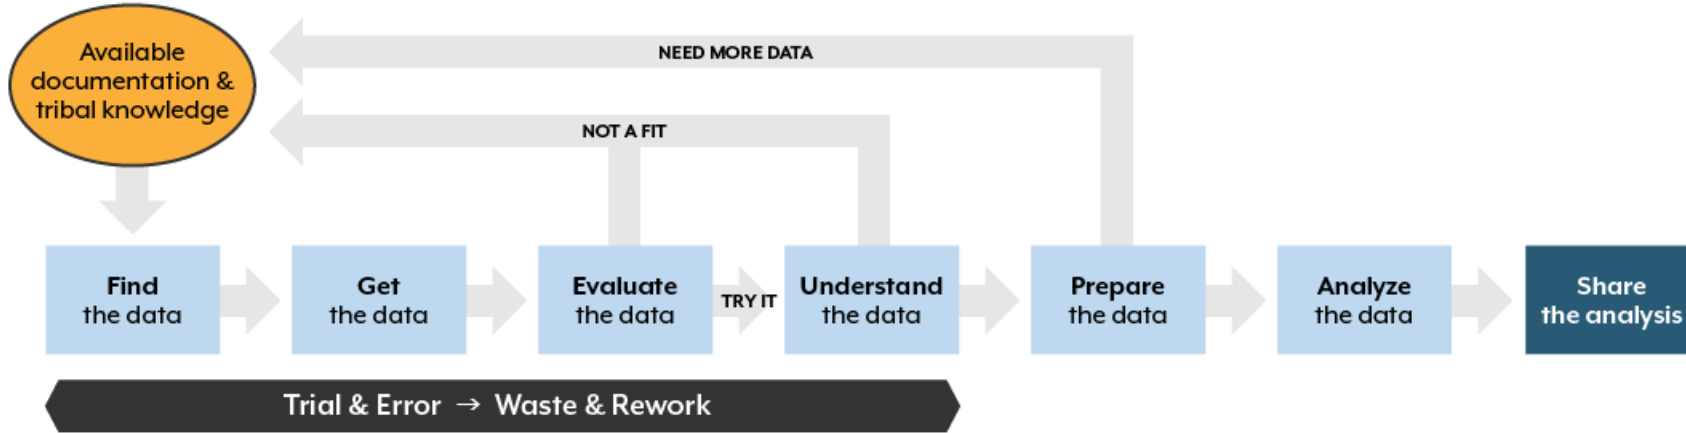 Available
documentation &
tribal knowledge
NEED MORE DATA
NOT A FIT
Find
the data
Get
the data
Evaluate
the data
TRY IT
Understand
the data
Prepare
the data
Analyze
the data
Share
the analysis
Trial & Error → Waste & Rework